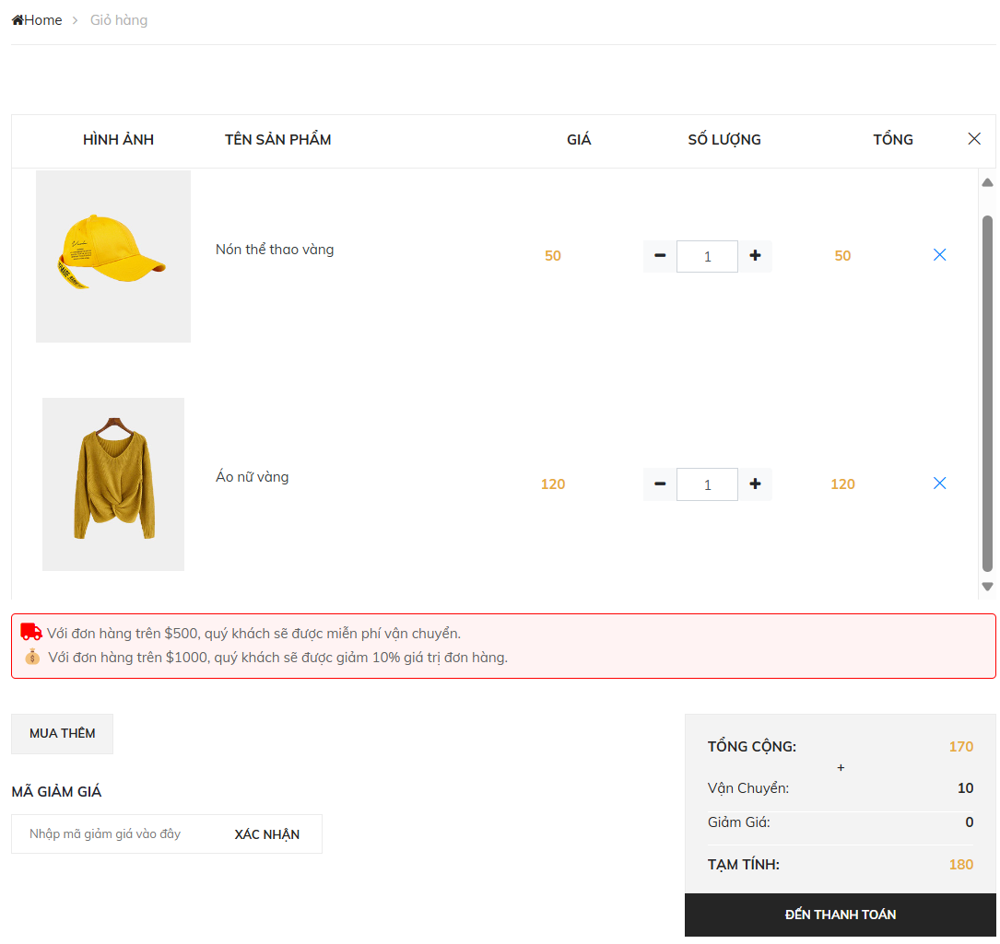 Home > Giỏ hàng
HÌNH ẢNH TÊN SẢN PHẨM GIÁ SỐ LƯỢNG TỔNG
Nón thể thao vàng 50 1 50
Áo nữ vàng 120 1 120
Với đơn hàng trên $500, quý khách sẽ được miễn phí vận chuyển.
Với đơn hàng trên $1000, quý khách sẽ được giảm 10% giá trị đơn hàng.
MUA THÊM
MÃ GIẢM GIÁ
Nhập mã giảm giá vào đây XÁC NHẬN
TỔNG CỘNG: 170
+
Vận Chuyển: 10
Giảm Giá: 0
TẠM TÍNH: 180
ĐẾN THANH TOÁN